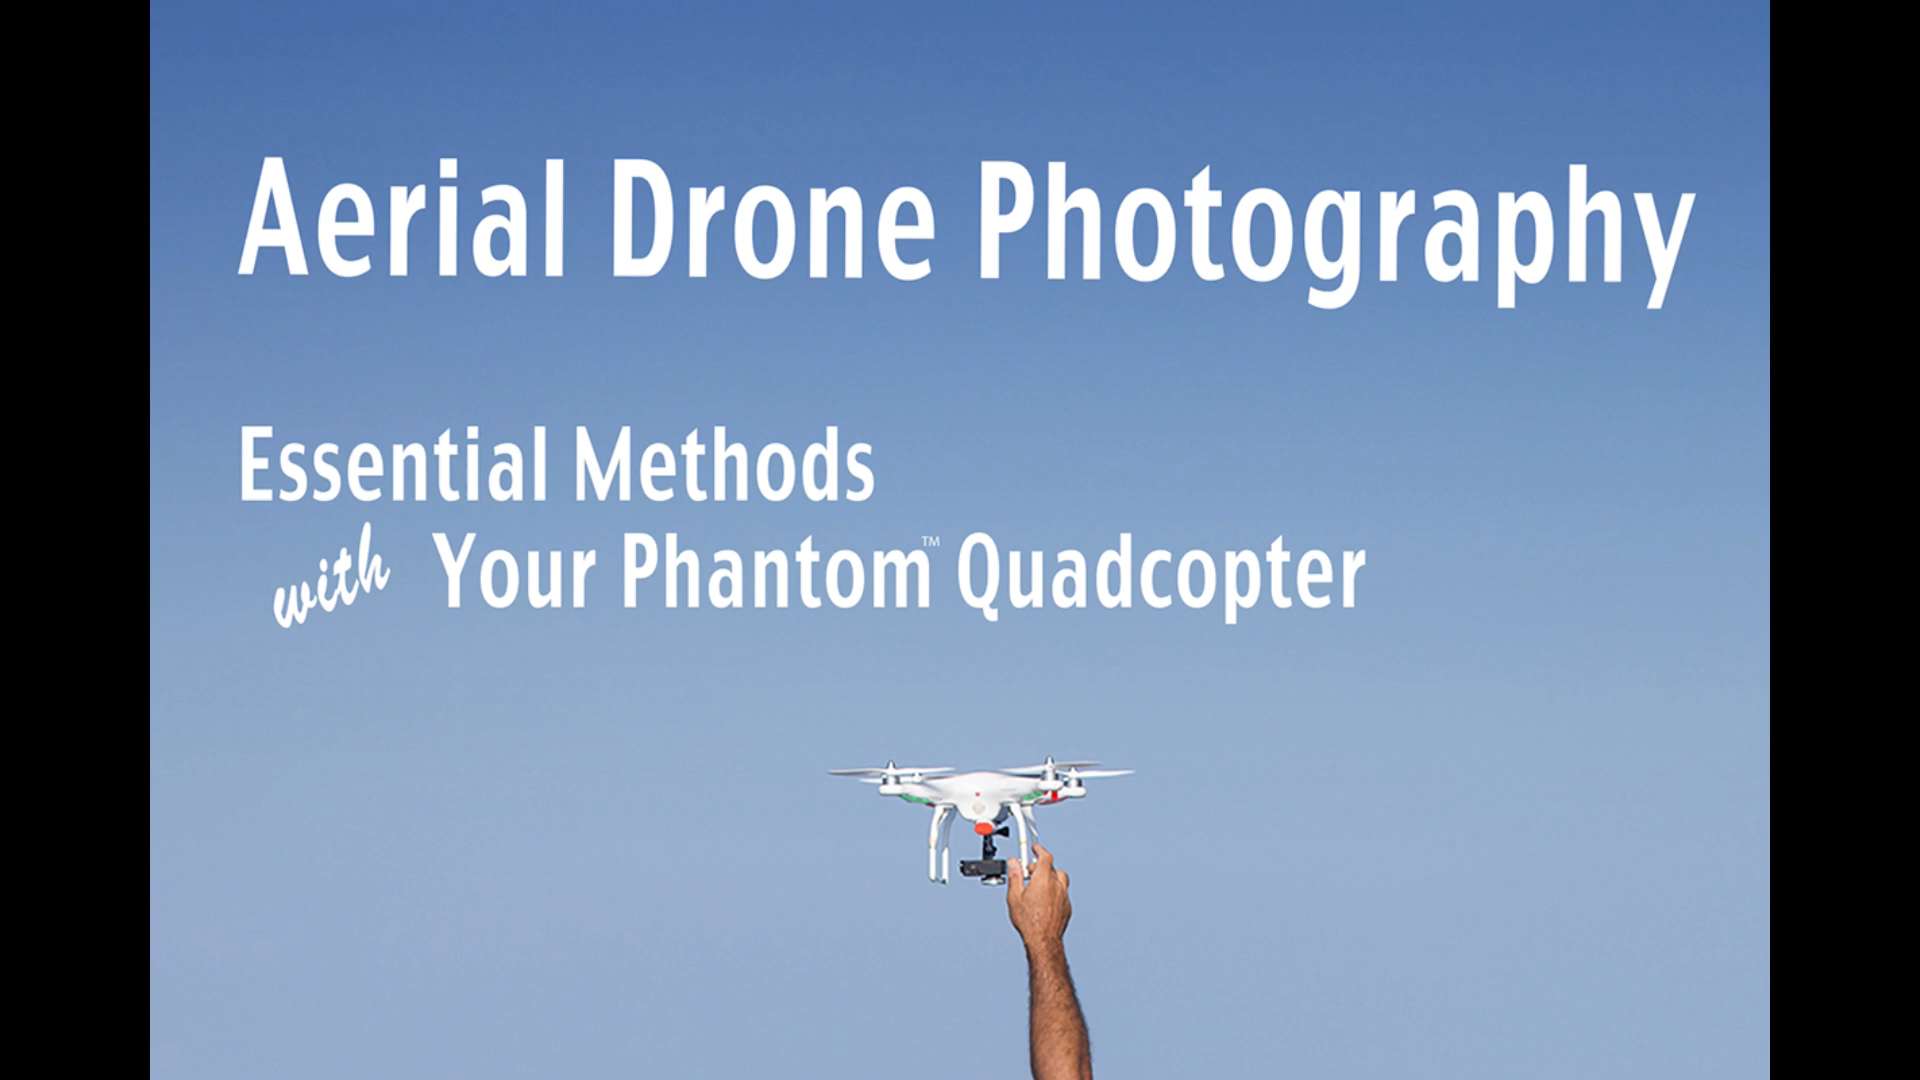 Aerial Drone Photography
Essential Methods
with Your Phantom™ Quadcopter